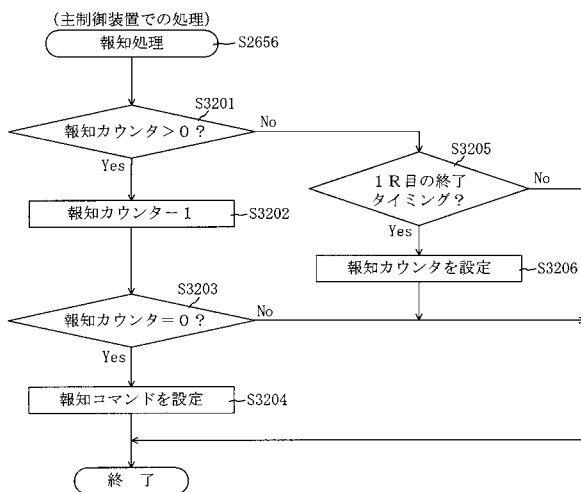 (主制御装置での処理)
報知処理
S2656
S3201
報知カウンタ>0?
No
Yes
S3205
1R目の終了
タイミング?
No
Yes
報知カウンタ-1
S3202
報知カウンタを設定
S3206
S3203
報知カウンタ=0?
No
Yes
報知コマンドを設定
S3204
終 了